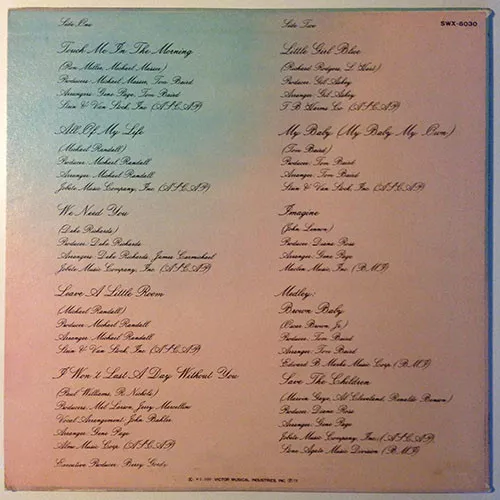 Side One
Touch Me In The Morning
(Ron Miller, Michael Masser)
Producers: Michael Masser, Tom Baird
Arrangers: Gene Page, Tom Baird
Stein & Van Stock, Inc. (A.S.C.A.P.)
All Of My Life
(Michael Randall)
Producer: Michael Randall
Arranger: Michael Randall
Jobete Music Company, Inc. (A.S.C.A.P.)
We Need You
(Deke Richards)
Producer: Deke Richards
Arrangers: Deke Richards, James Carmichael
Jobete Music Company, Inc. (A.S.C.A.P.)
Leave A Little Room
(Michael Randall)
Producer: Michael Randall
Arranger: Michael Randall
Stein & Van Stock, Inc. (A.S.C.A.P.)
I Won't Last A Day Without You
(Paul Williams, R. Nichols)
Producers: Mel Larson, Jerry Marcellino
Vocal Arrangement: John Bahler
Arranger: Gene Page
Almo Music Corp. (A.S.C.A.P.)
Executive Producer: Berry Gordy
Side Two
SWX-6030
Little Girl Blue
(Richard Rodgers, L. Hart)
Producer: Gil Askey
Arranger: Gil Askey
T. B. Harms Co. (A.S.C.A.P.)
My Baby (My Baby My Own)
(Tom Baird)
Producer: Tom Baird
Arranger: Tom Baird
Stein & Van Stock, Inc. (A.S.C.A.P.)
Imagine
(John Lennon)
Producer: Diana Ross
Arranger: Gene Page
Maclen Music, Inc. (B.M.I.)
Medley:
Brown Baby
(Oscar Brown, Jr.)
Producer: Tom Baird
Arranger: Tom Baird
Edward B. Marks Music Corp. (B.M.I.)
Save The Children
(Marvin Gaye, Al Cleveland, Renaldo Benson)
Producer: Diana Ross
Arranger: Gene Page
Jobete Music Company, Inc. (A.S.C.A.P.)
Stone Agate Music Division (B.M.I.)
VICTOR MUSICAL INDUSTRIES, INC.